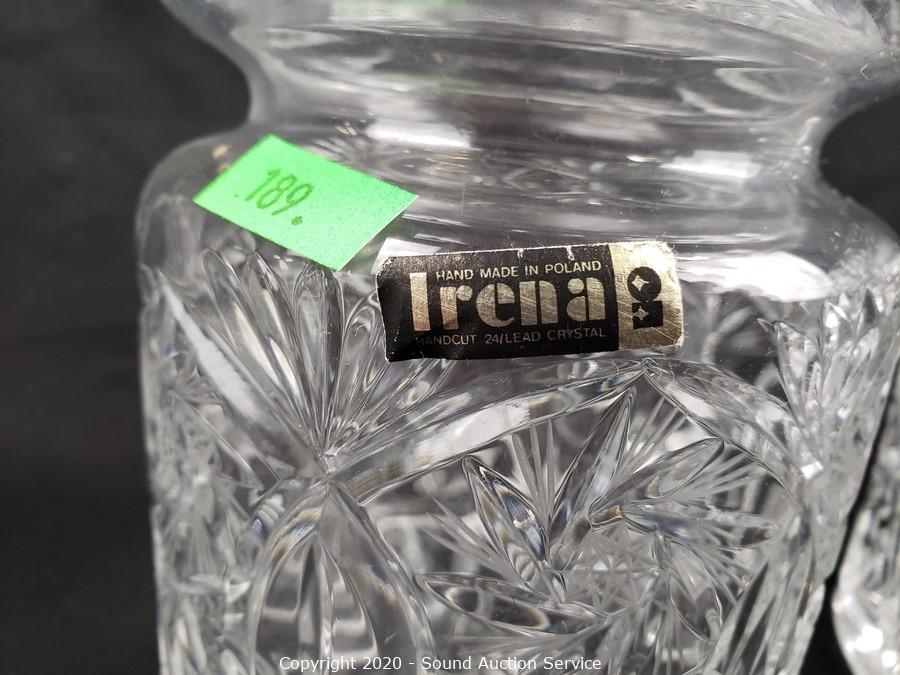 189.
HAND MADE IN POLAND
Irena
HANDCUT 24/LEAD CRYSTAL
Copyright 2020 - Sound Auction Service